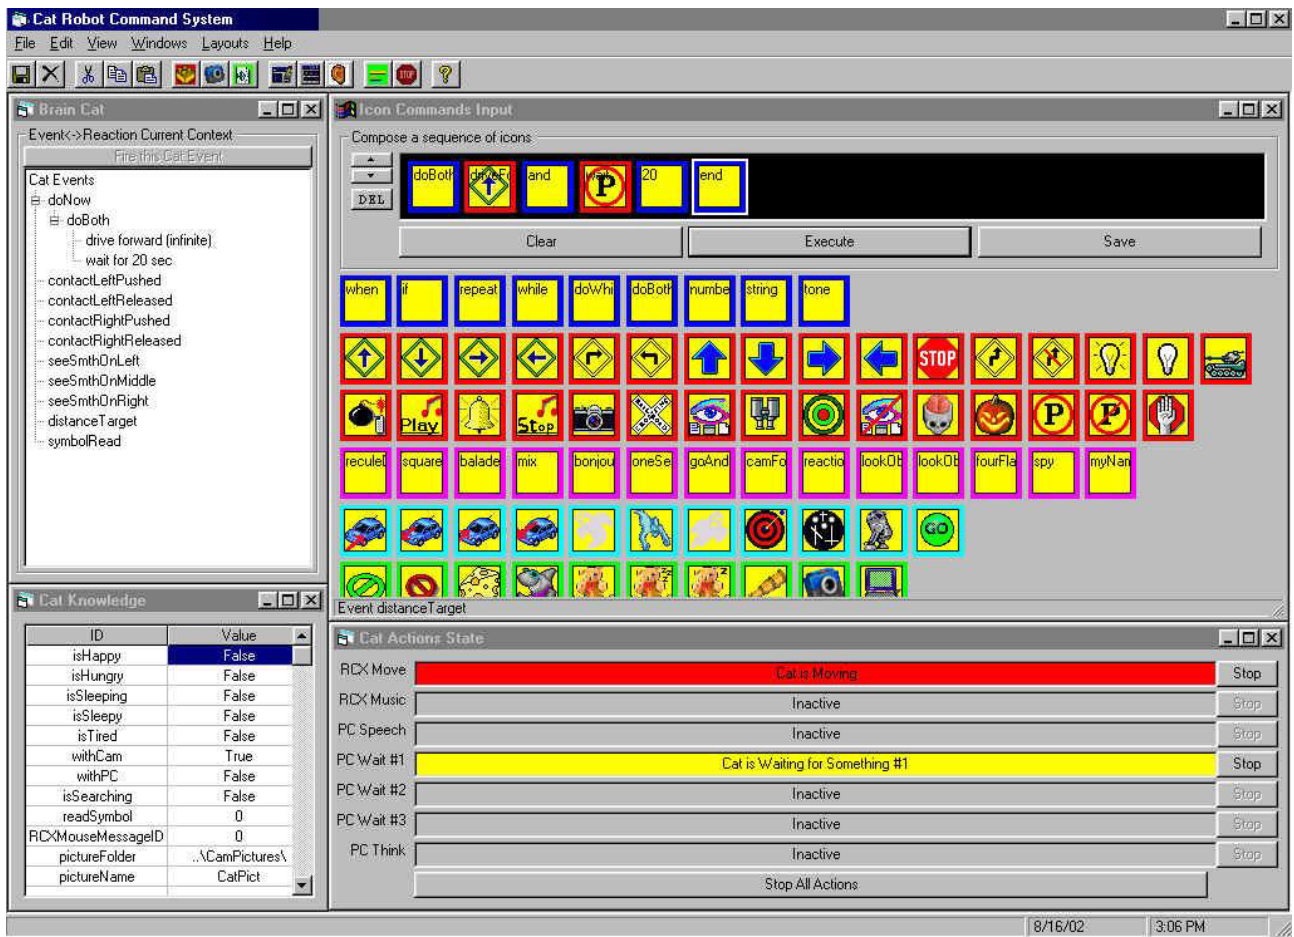 Cat Robot Command System
File Edit View Windows Layouts Help
STOP
?
Brain Cat
Event<->Reaction Current Context
Fire this Cat Event
Cat Events
doNow
doBoth
drive forward (infinite)
wait for 20 sec
contactLeftPushed
contactLeftReleased
contactRightPushed
contactRightReleased
seeSmthOnLeft
seeSmthOnMiddle
seeSmthOnRight
distanceTarget
symbolRead
Icon Commands Input
Compose a sequence of icons
DEL
doBoth driveFo and wait P 20 end
Clear Execute Save
when if repeat while doWhi doBoth numbe string tone
STOP
Play Stop P P
reculeD square balade mix bonjou oneSe goAnd camFo reactio lookOb lookOb fourFla spy myNan
GO
Event distanceTarget
Cat Knowledge
ID Value
isHappy False
isHungry False
isSleeping False
isSleepy False
isTired False
withCam True
withPC False
isSearching False
readSymbol 0
RCXMouseMessageID 0
pictureFolder ..\CamPictures\
pictureName CatPict
Cat Actions State
RCX Move Cat is Moving Stop
RCX Music Inactive Stop
PC Speech Inactive Stop
PC Wait #1 Cat is Waiting for Something #1 Stop
PC Wait #2 Inactive Stop
PC Wait #3 Inactive Stop
PC Think Inactive Stop
Stop All Actions
8/16/02 3:06 PM